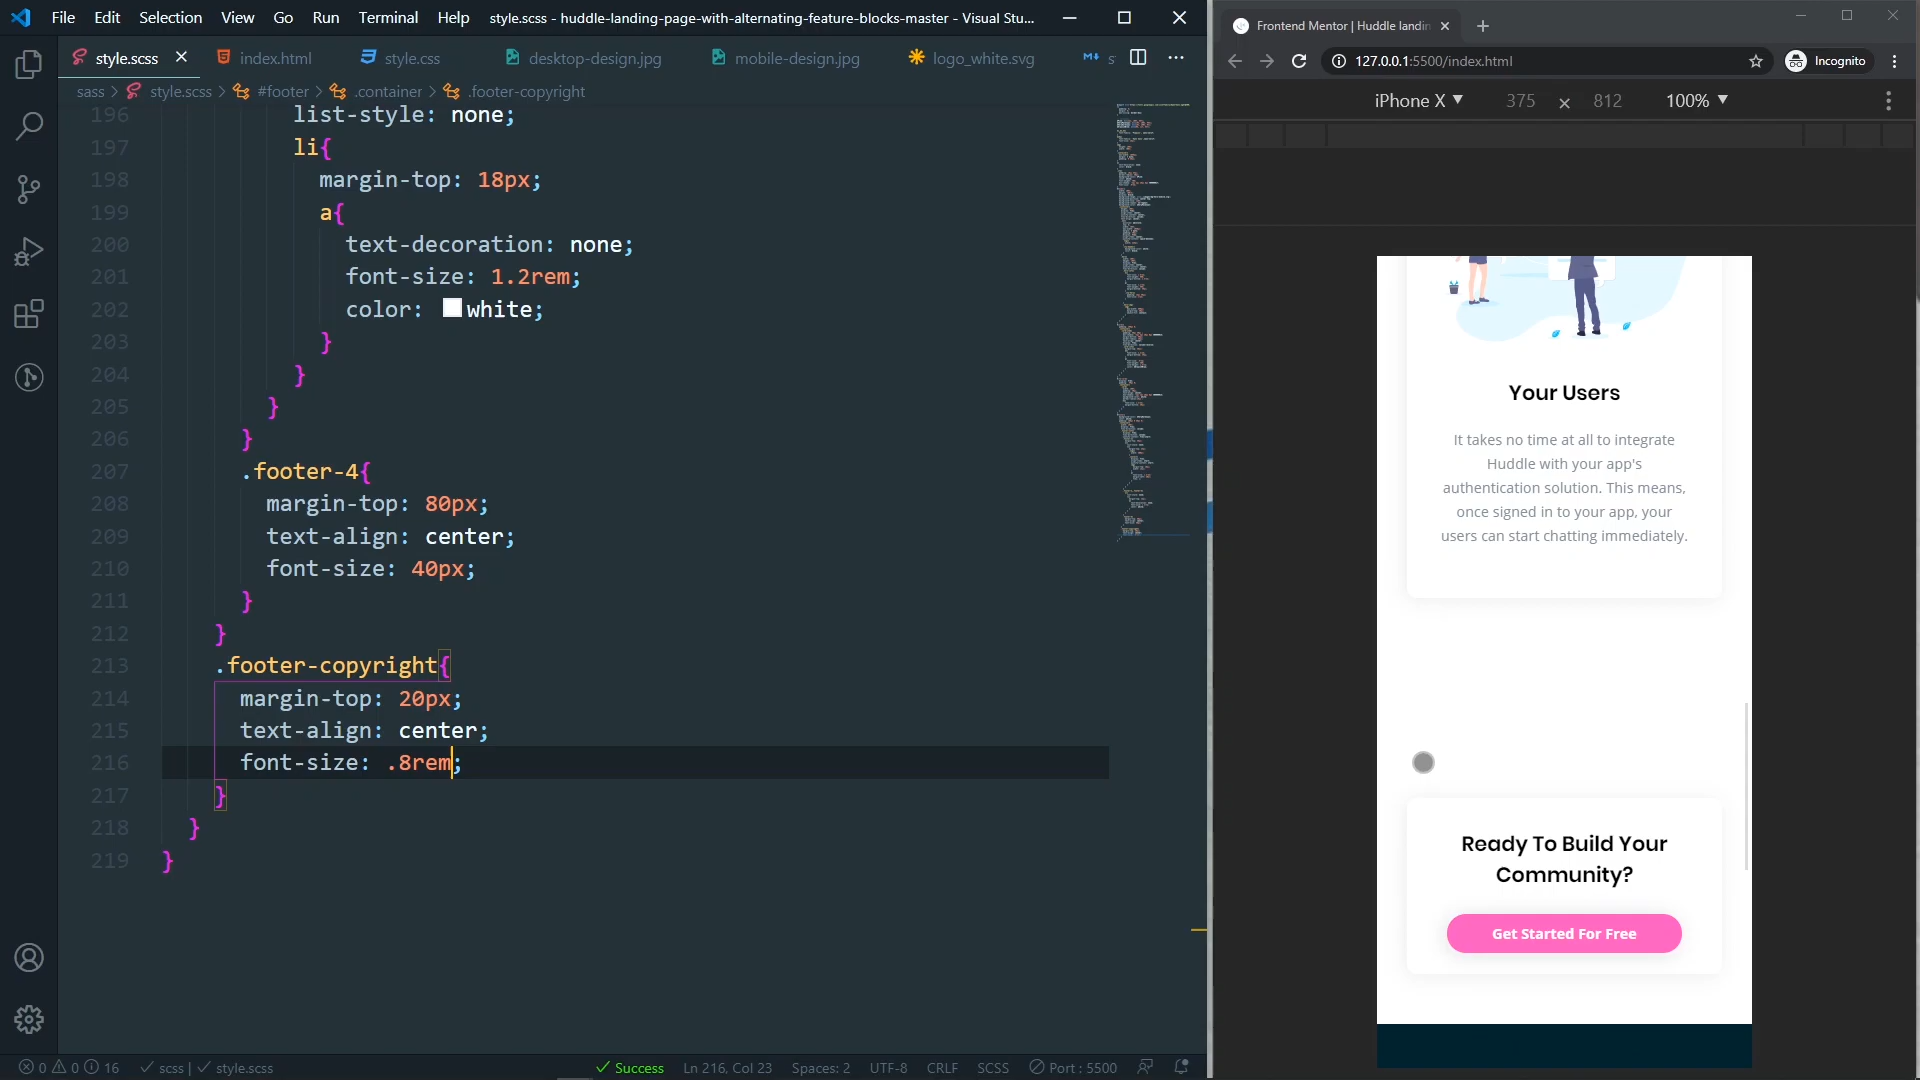 File Edit Selection View Go Run Terminal Help style.scss - huddle-landing-page-with-alternating-feature-blocks-master - Visual Stu...
style.scss index.html style.css desktop-design.jpg mobile-design.jpg logo_white.svg s
sass > style.scss > #footer > .container > .footer-copyright
196 list-style: none;
197 li{
198 margin-top: 18px;
199 a{
200 text-decoration: none;
201 font-size: 1.2rem;
202 color: white;
203 }
204 }
205 }
206 }
207 .footer-4{
208 margin-top: 80px;
209 text-align: center;
210 font-size: 40px;
211 }
212 }
213 .footer-copyright{
214 margin-top: 20px;
215 text-align: center;
216 font-size: .8rem;
217 }
218 }
219 }
0 0 16 scss | style.scss Success Ln 216, Col 23 Spaces: 2 UTF-8 CRLF SCSS Port : 5500
Frontend Mentor | Huddle landin
127.0.0.1:5500/index.html Incognito
iPhone X 375 × 812 100%
Your Users
It takes no time at all to integrate
Huddle with your app's
authentication solution. This means,
once signed in to your app, your
users can start chatting immediately.
Ready To Build Your
Community?
Get Started For Free